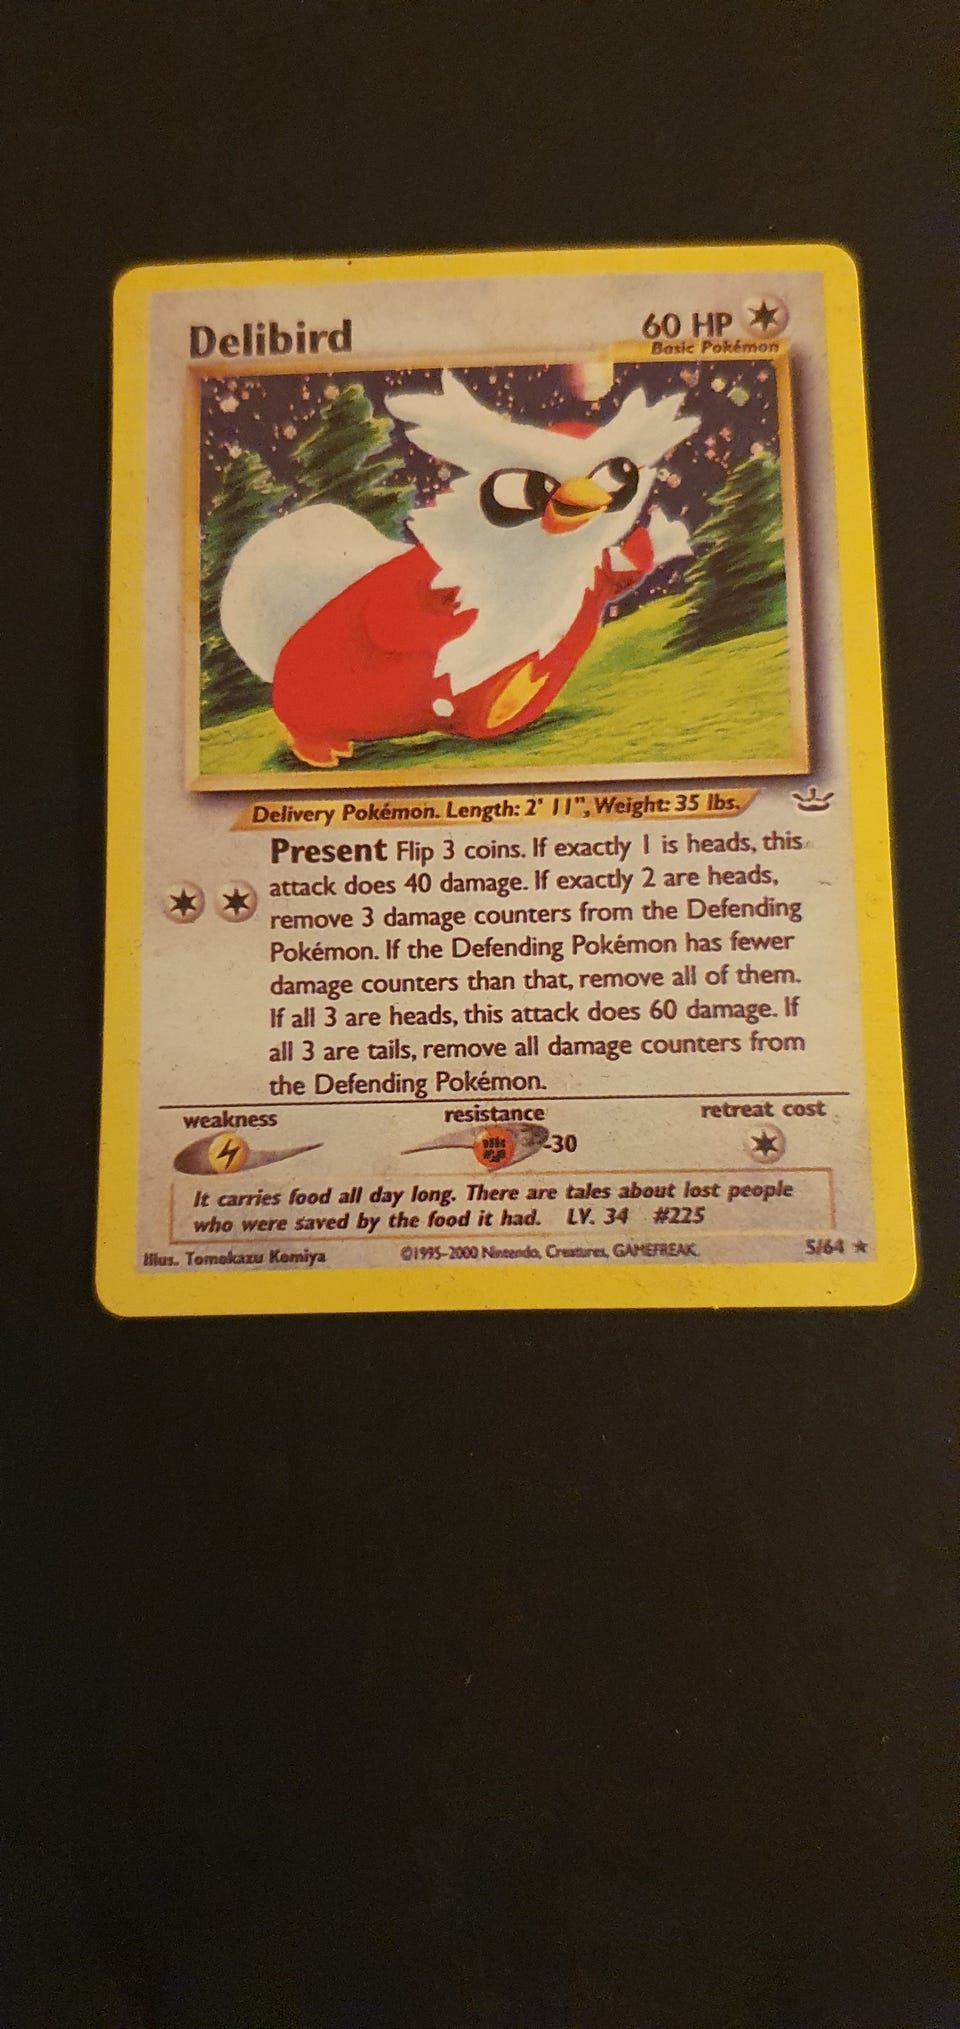 Delibird
60 HP
Basic Pokémon
Delivery Pokémon. Length: 2' 11", Weight: 35 lbs.
Present Flip 3 coins. If exactly 1 is heads, this
attack does 40 damage. If exactly 2 are heads,
remove 3 damage counters from the Defending
Pokémon. If the Defending Pokémon has fewer
damage counters than that, remove all of them.
If all 3 are heads, this attack does 60 damage. If
all 3 are tails, remove all damage counters from
the Defending Pokémon.
weakness
resistance
retreat cost
-30
It carries food all day long. There are tales about lost people
who were saved by the food it had. LV. 34 #225
Illus. Tomokazu Komiya
©1995-2000 Nintendo, Creatures, GAMEFREAK.
5/64 ★